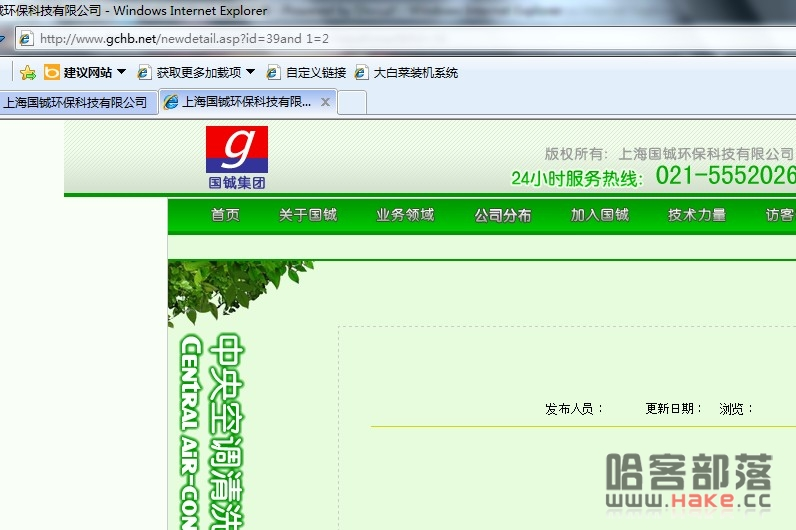 环保科技有限公司 - Windows Internet Explorer
http://www.gchb.net/newdetail.asp?id=39and 1=2
建议网站 获取更多加载项 自定义链接 大白菜装机系统
上海国铖环保科技有限公司 上海国铖环保科技有限...
g
国铖集团
版权所有: 上海国铖环保科技有限公司
24小时服务热线: 021-5552026
首页 关于国铖 业务领域 公司分布 加入国铖 技术力量 访客
中央空调清洗
CENTRAL AIR-CON
发布人员： 更新日期： 浏览：
哈客部落
www.HAKE.cc